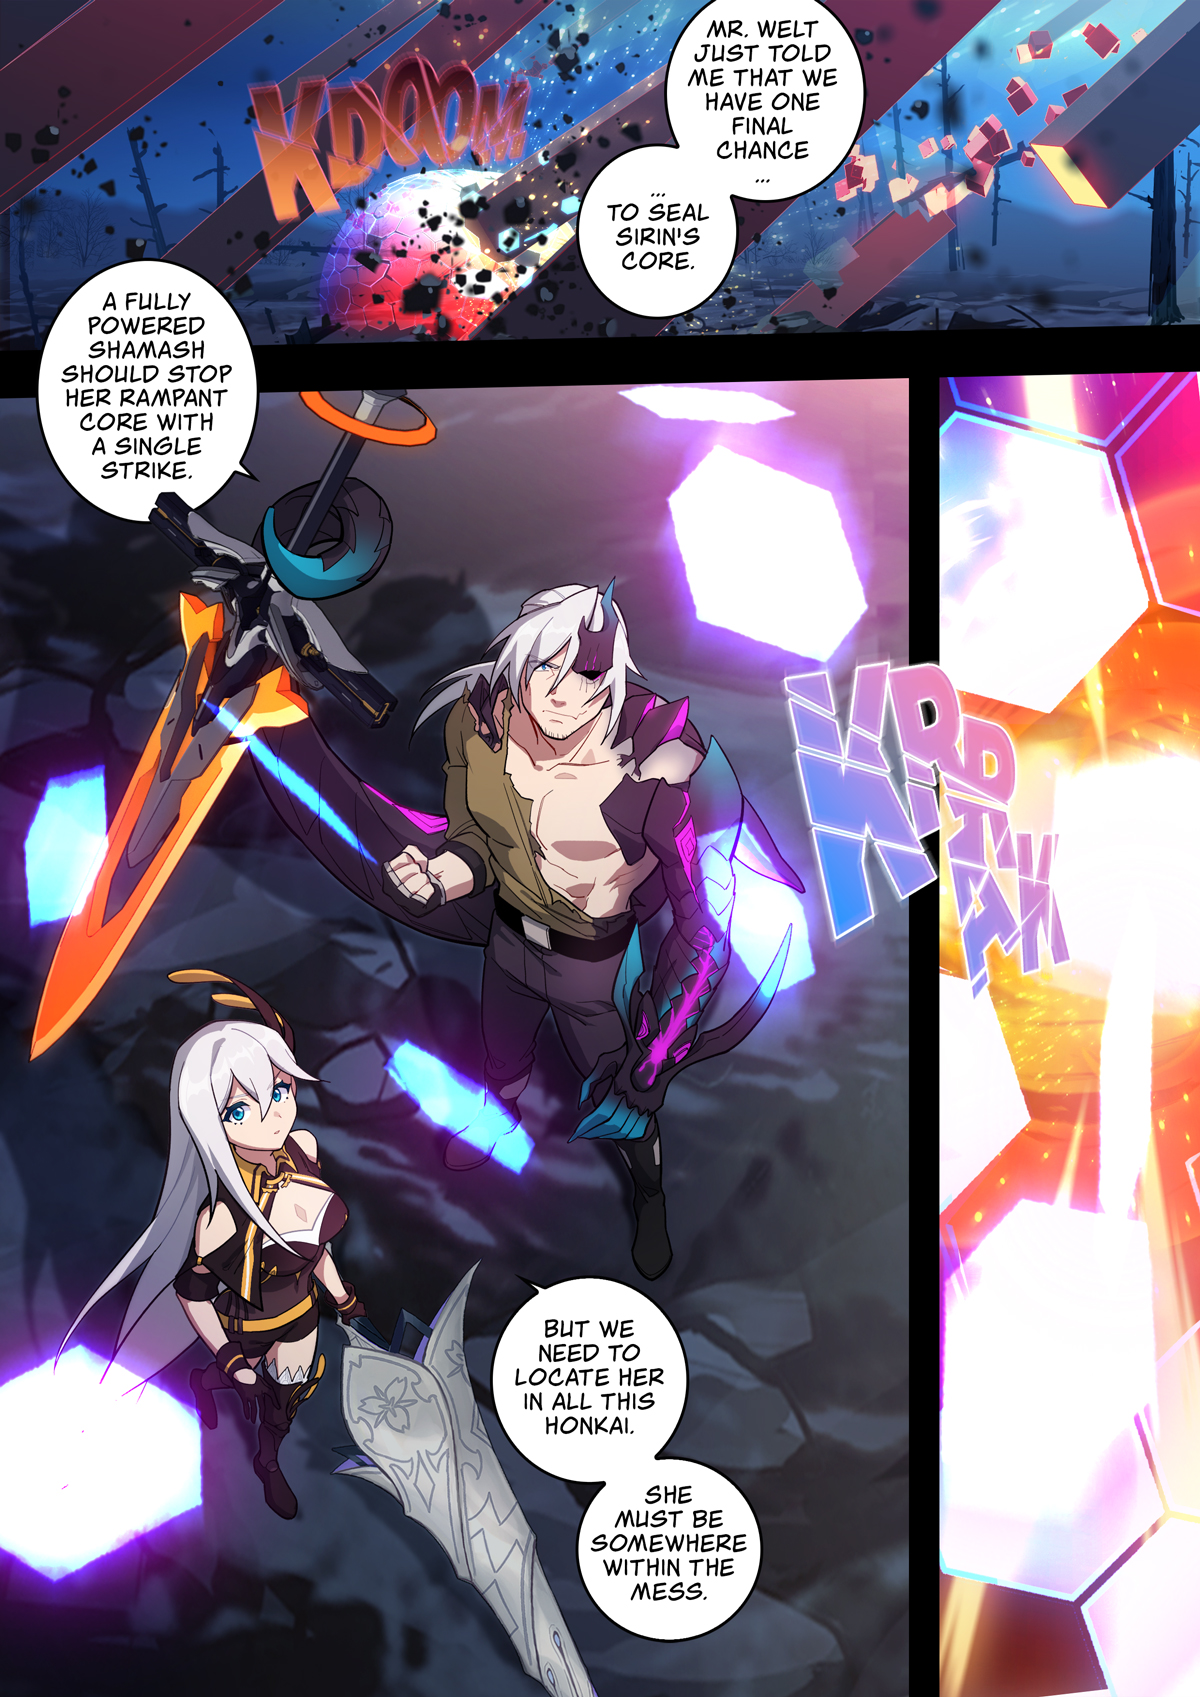 KDOOM
MR. WELT
JUST TOLD
ME THAT WE
HAVE ONE
FINAL
CHANCE
...
...
TO SEAL
SIRIN'S
CORE.
A FULLY
POWERED
SHAMASH
SHOULD STOP
HER RAMPANT
CORE WITH
A SINGLE
STRIKE.
BUT WE
NEED TO
LOCATE HER
IN ALL THIS
HONKAI.
SHE
MUST BE
SOMEWHERE
WITHIN THE
MESS.